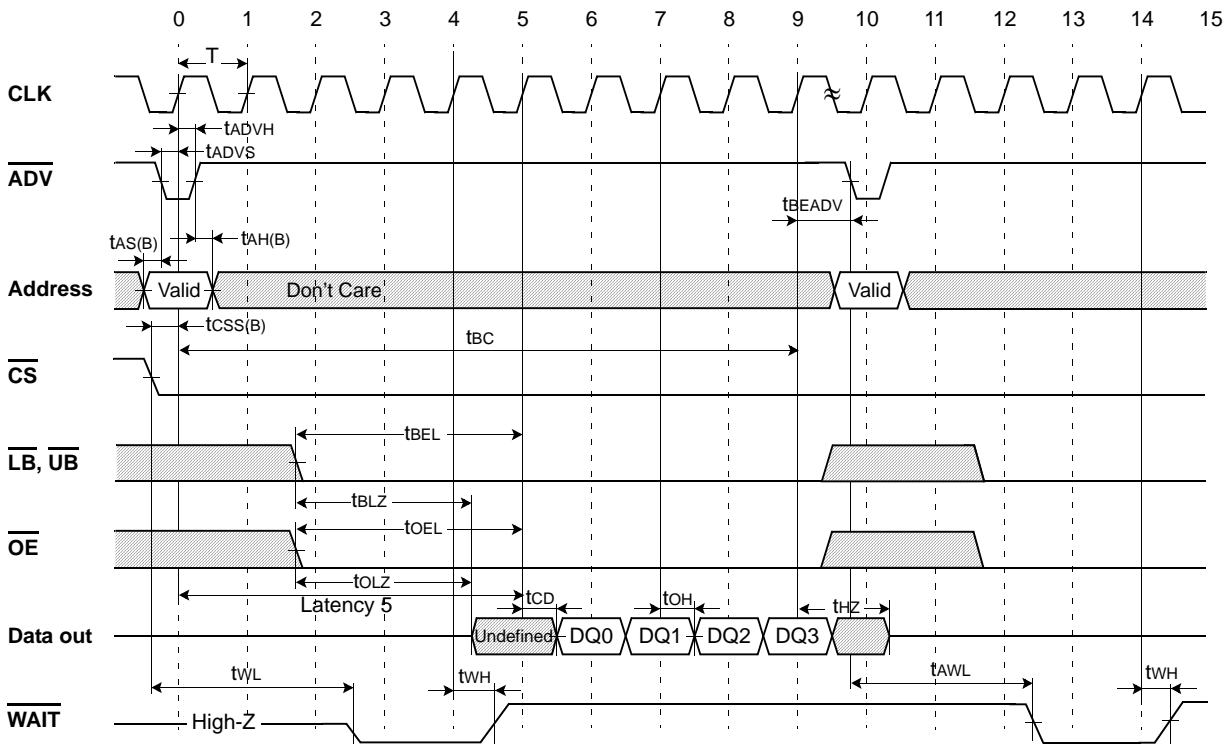 0 1 2 3 4 5 6 7 8 9 10 11 12 13 14 15
T
CLK
≈
tADVH
tADVS
ADV
tBEADV
tAS(B) tAH(B)
Address Valid Don't Care Valid
tCSS(B)
tBC
CS
tBEL
LB, UB
tBLZ
tOEL
OE
tOLZ
Latency 5
tCD tOH tHZ
Data out Undefined DQ0 DQ1 DQ2 DQ3
tWL tWH tAWL tWH
WAIT High-Z